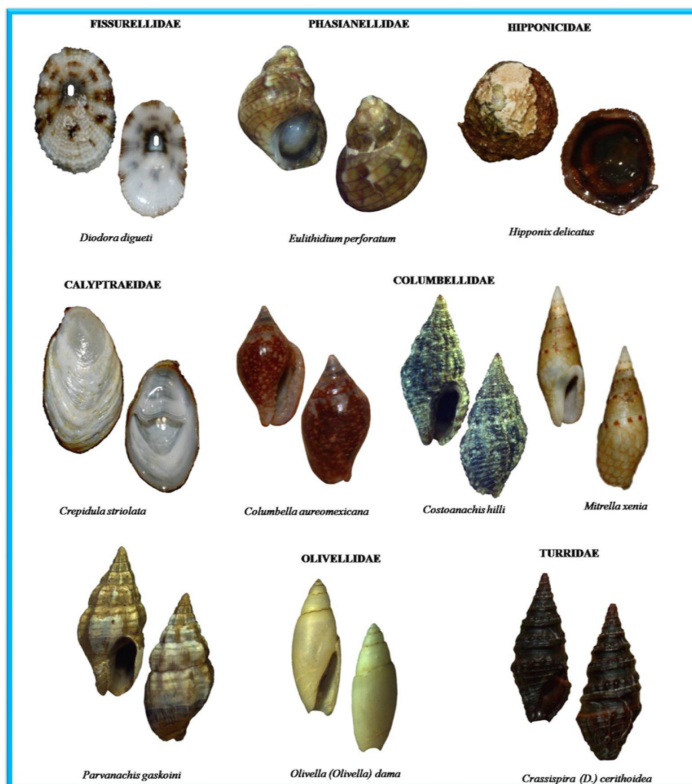 FISSURELLIDAE
PHASIANELLIDAE
HIPPONICIDAE
Diodora digueti
Eulithidium perforatum
Hipponix delicatus
CALYPTRAEIDAE
COLUMBELLIDAE
Crepidula striolata
Columbella aureomexicana
Costoanachis hilli
Mitrella xenia
OLIVELLIDAE
TURRIDAE
Parvanachis gaskoini
Olivella (Olivella) dama
Crassispira (D.) cerithoidea